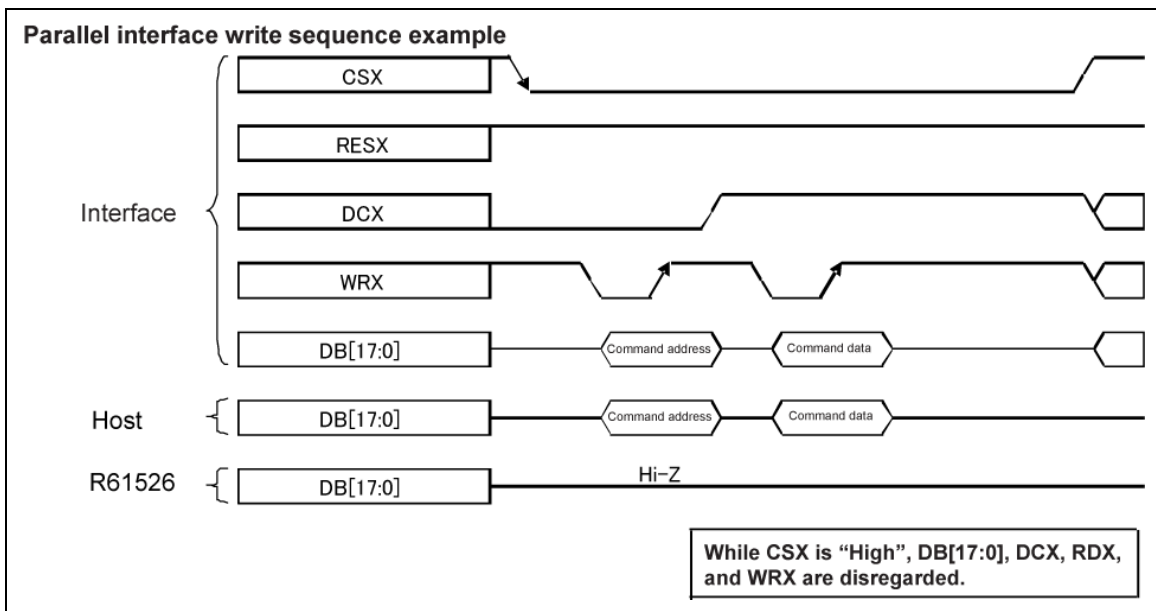 Parallel interface write sequence example
CSX
RESX
Interface
DCX
WRX
DB[17:0]
Command address
Command data
Host
DB[17:0]
Command address
Command data
R61526
DB[17:0]
Hi-Z
While CSX is “High”, DB[17:0], DCX, RDX,
and WRX are disregarded.